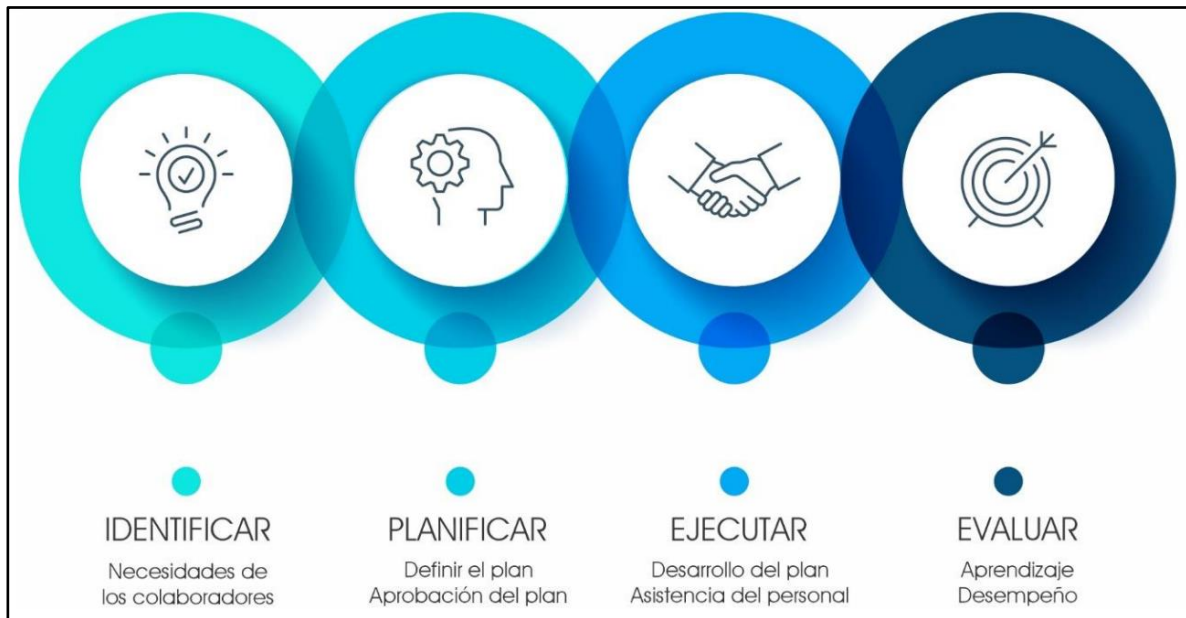 IDENTIFICAR
Necesidades de
los colaboradores
PLANIFICAR
Definir el plan
Aprobación del plan
EJECUTAR
Desarrollo del plan
Asistencia del personal
EVALUAR
Aprendizaje
Desempeño